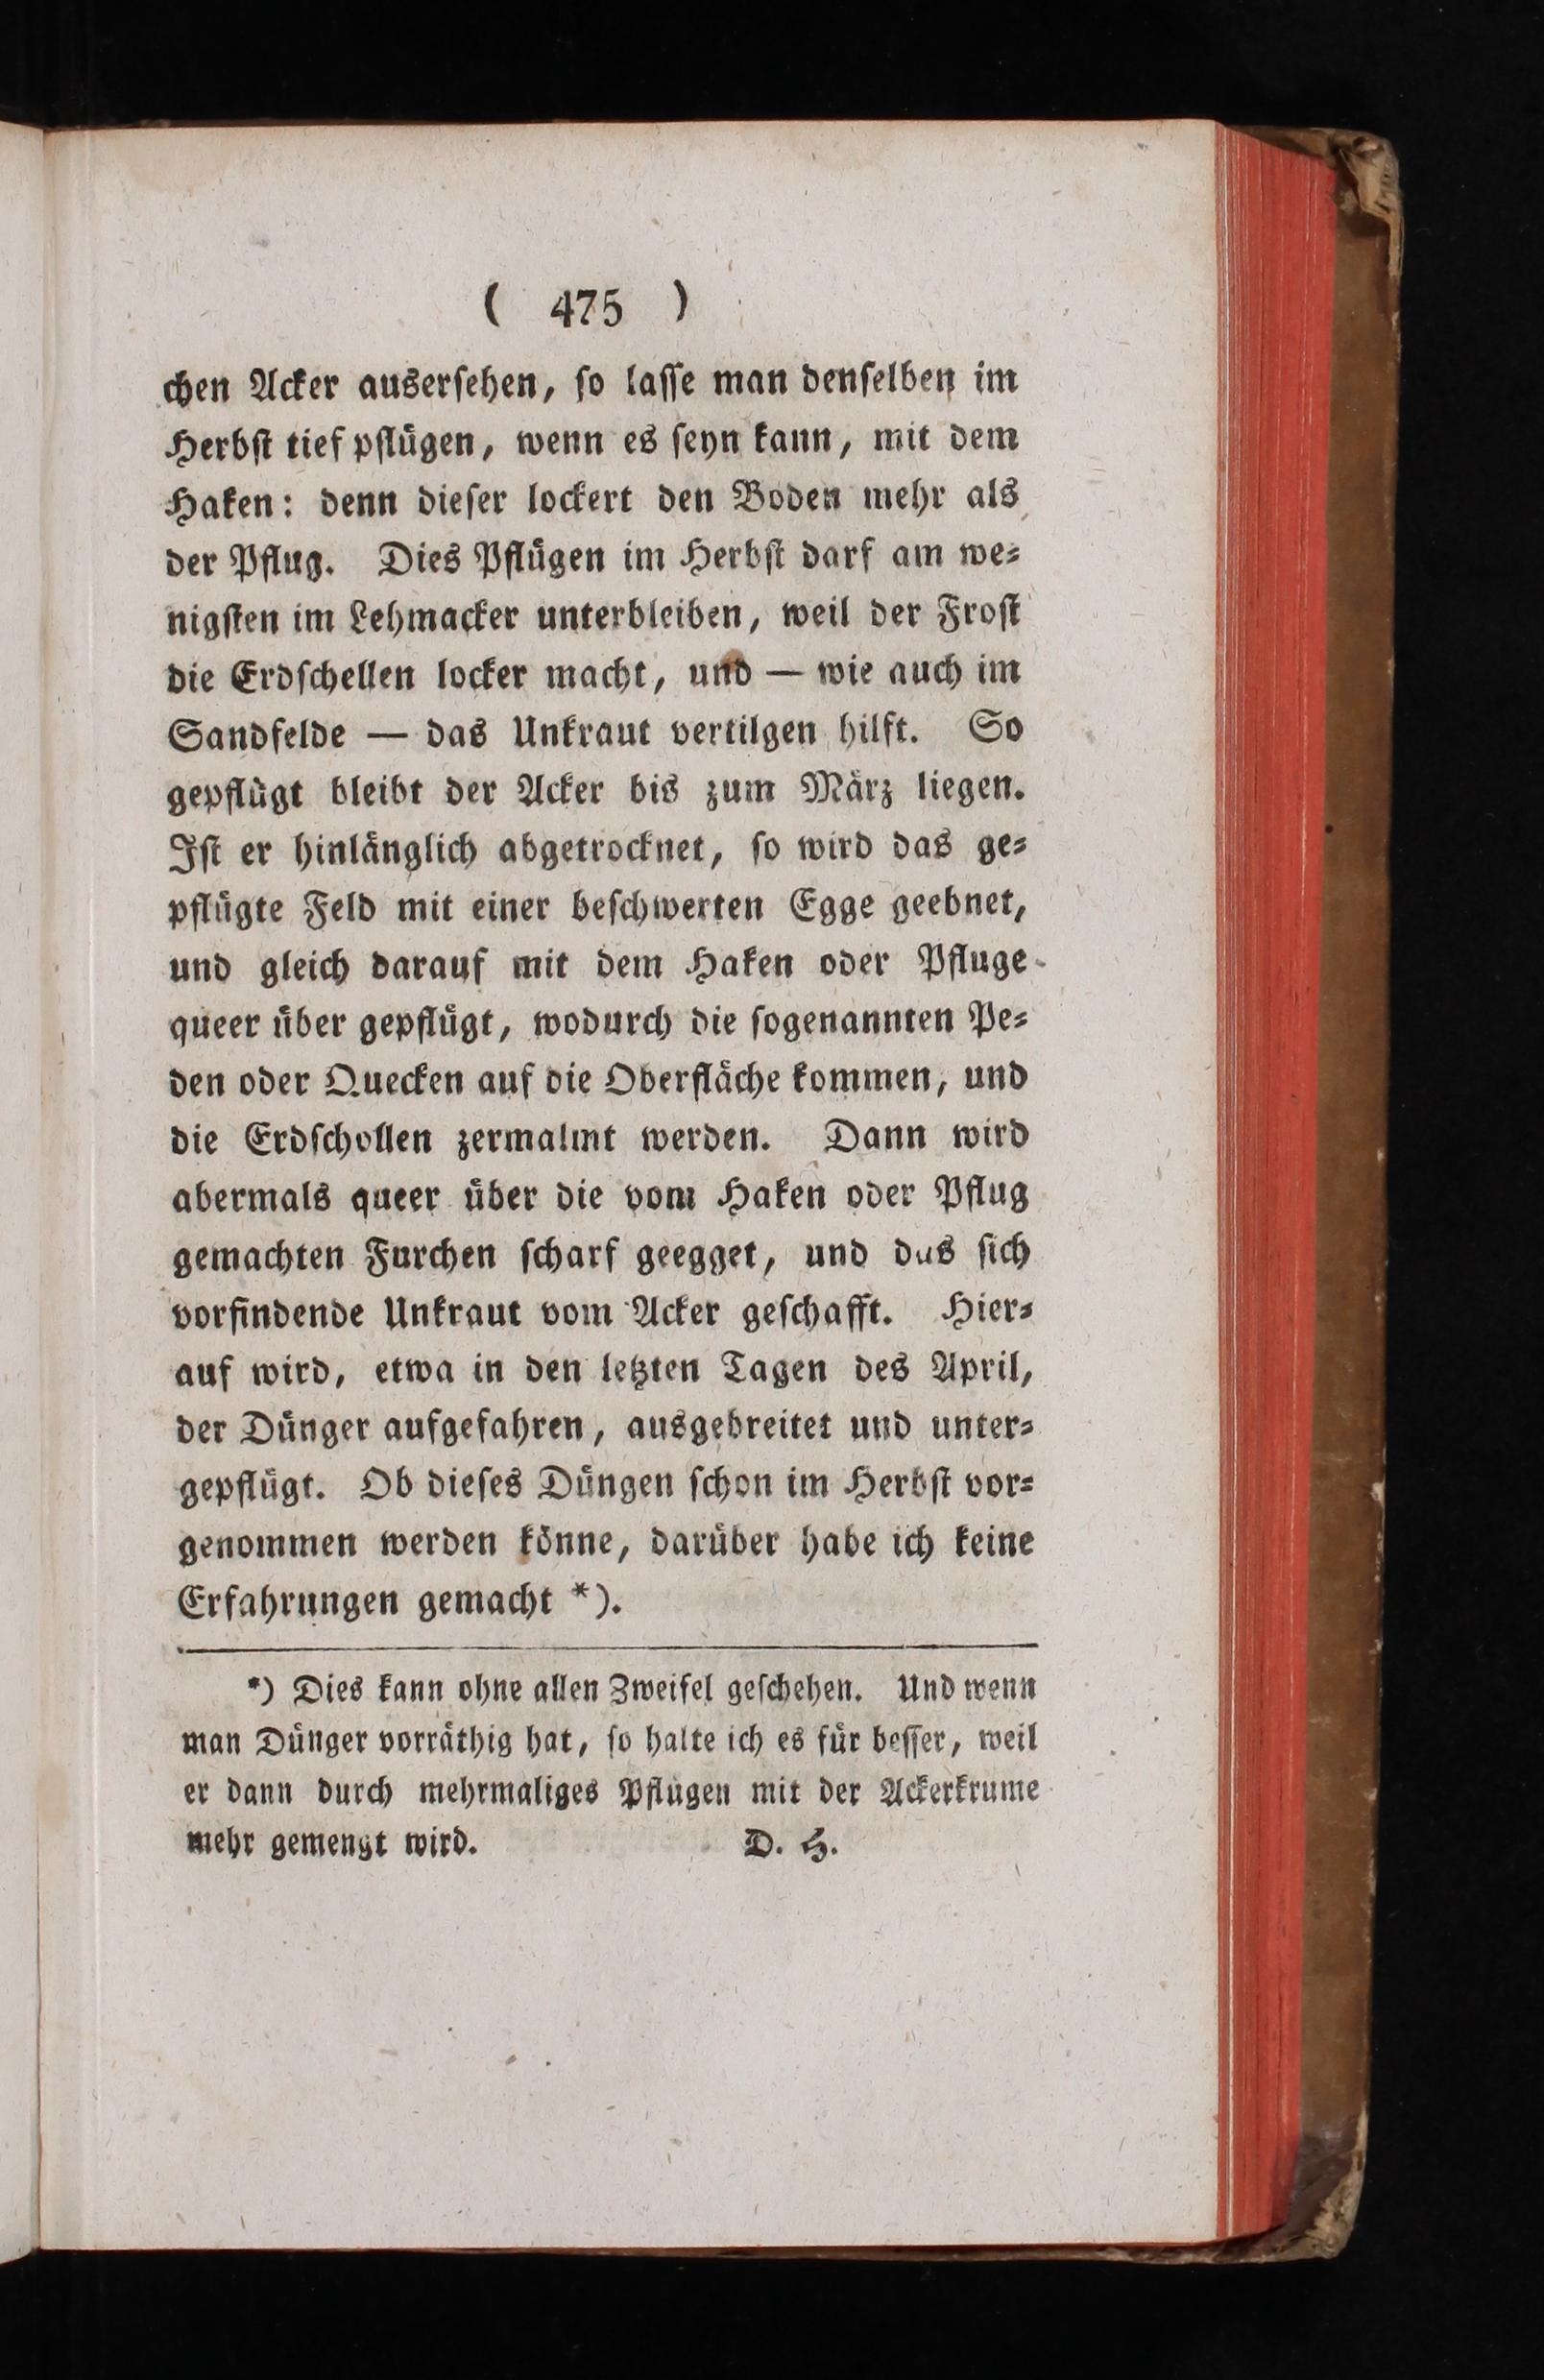 ( 475 )
chen Acker auserſehen, ſo laſſe man denſelben im
Herbſt tief pflügen, wenn es ſeyn kann, mit dem
Haken: denn dieſer lockert den Boden mehr als
der Pflug. Dies Pflügen im Herbſt darf am we⸗
nigſten im Lehmacker unterbleiben, weil der Froſt
die Erdſchellen locker macht, und — wie auch im
Sandfelde — das Unkraut vertilgen hilft. So
gepflügt bleibt der Acker bis zum März liegen.
Iſt er hinlänglich abgetrocknet, ſo wird das ge⸗
pflügte Feld mit einer beſchwerten Egge geebnet,
und gleich darauf mit dem Haken oder Pfluge
queer über gepflügt, wodurch die ſogenannten Pe⸗
den oder Quecken auf die Oberfläche kommen, und
die Erdſchollen zermalmt werden. Dann wird
abermals queer über die vom Haken oder Pflug
gemachten Furchen ſcharf geegget, und das ſich
vorfindende Unkraut vom Acker geſchafft. Hier⸗
auf wird, etwa in den letzten Tagen des April,
der Dünger aufgefahren, ausgebreitet und unter⸗
gepflügt. Ob dieſes Düngen ſchon im Herbſt vor⸗
genommen werden könne, darüber habe ich keine
Erfahrungen gemacht *).
*) Dies kann ohne allen Zweifel geſchehen. Und wenn
man Dünger vorräthig hat, ſo halte ich es für beſſer, weil
er dann durch mehrmaliges Pflügen mit der Ackerkrume
mehr gemengt wird. D. H.